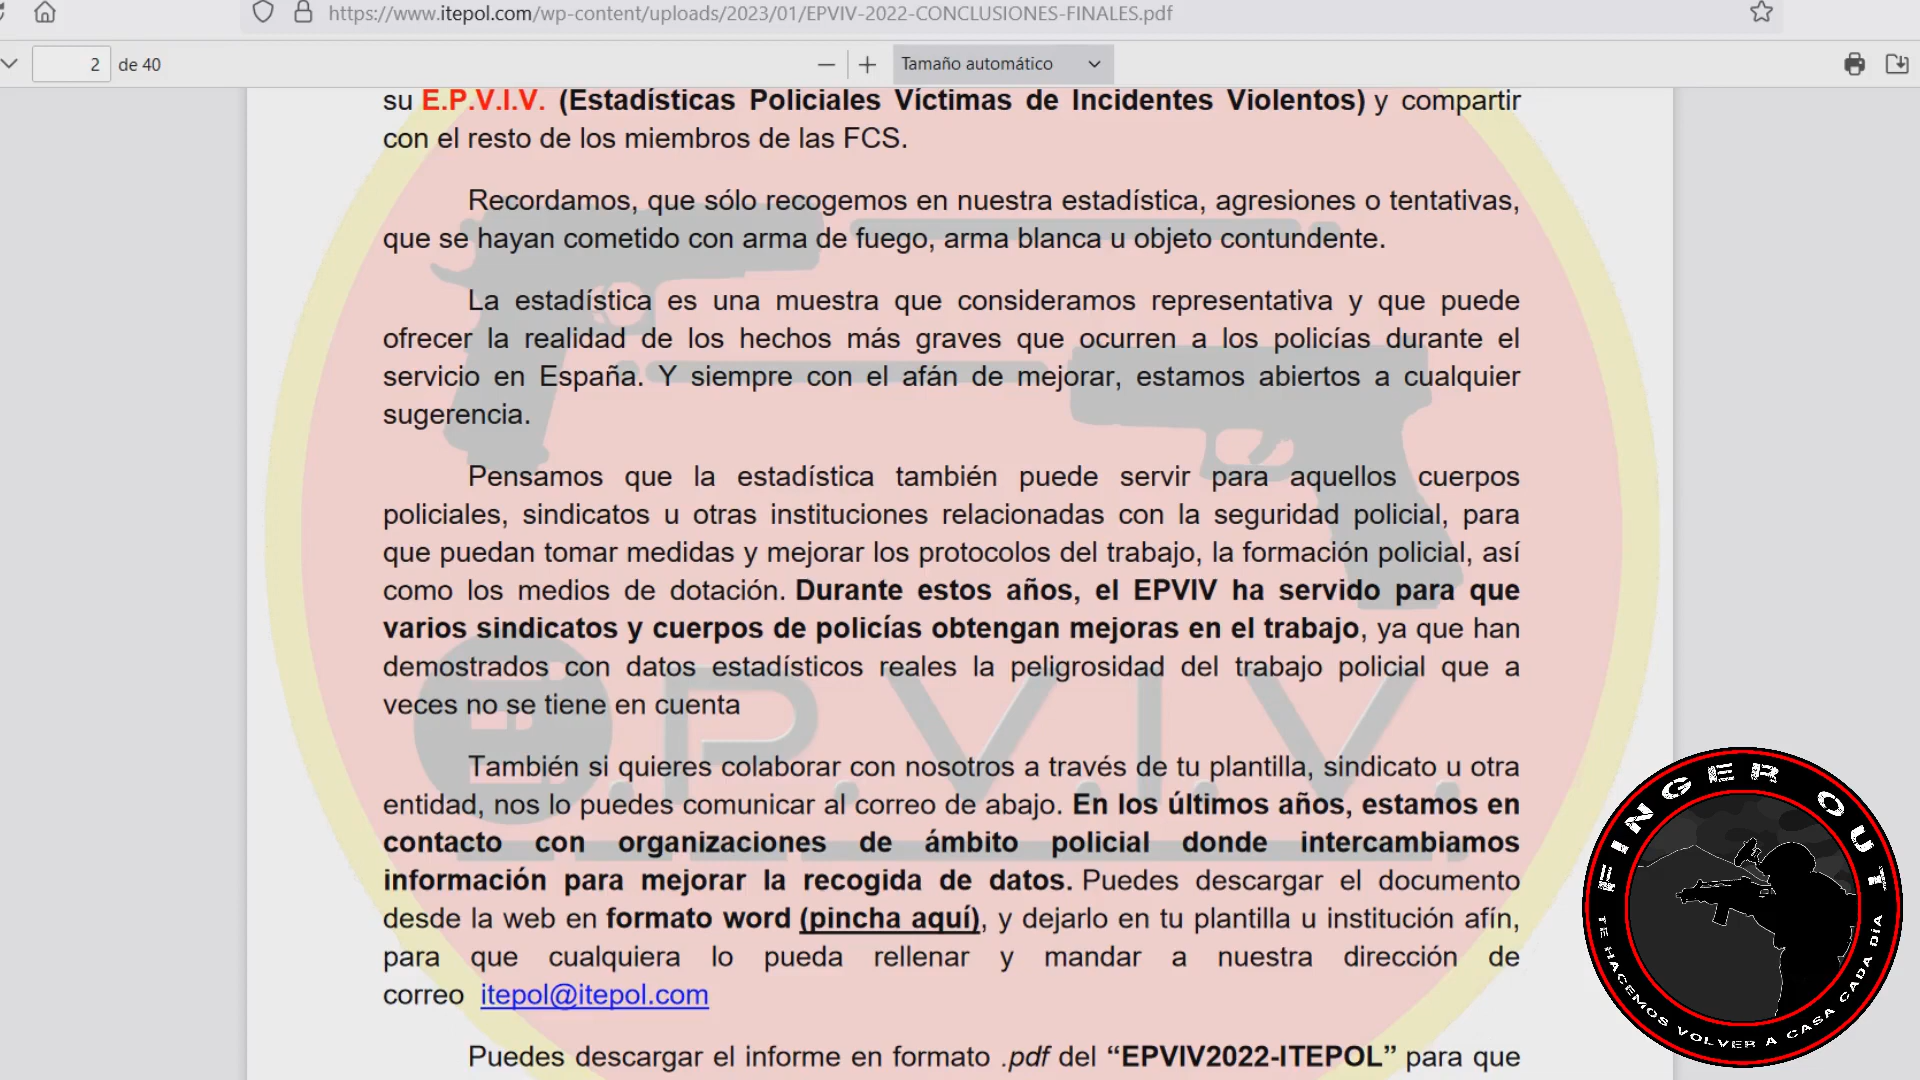 https://www.itepol.com/wp-content/uploads/2023/01/EPVIV-2022-CONCLUSIONES-FINALES.pdf
2 de 40
Tamaño automático
su E.P.V.I.V. (Estadísticas Policiales Víctimas de Incidentes Violentos) y compartir
con el resto de los miembros de las FCS.
Recordamos, que sólo recogemos en nuestra estadística, agresiones o tentativas,
que se hayan cometido con arma de fuego, arma blanca u objeto contundente.
La estadística es una muestra que consideramos representativa y que puede
ofrecer la realidad de los hechos más graves que ocurren a los policías durante el
servicio en España. Y siempre con el afán de mejorar, estamos abiertos a cualquier
sugerencia.
Pensamos que la estadística también puede servir para aquellos cuerpos
policiales, sindicatos u otras instituciones relacionadas con la seguridad policial, para
que puedan tomar medidas y mejorar los protocolos del trabajo, la formación policial, así
como los medios de dotación. Durante estos años, el EPVIV ha servido para que
varios sindicatos y cuerpos de policías obtengan mejoras en el trabajo, ya que han
demostrados con datos estadísticos reales la peligrosidad del trabajo policial que a
veces no se tiene en cuenta
También si quieres colaborar con nosotros a través de tu plantilla, sindicato u otra
entidad, nos lo puedes comunicar al correo de abajo. En los últimos años, estamos en
contacto con organizaciones de ámbito policial donde intercambiamos
información para mejorar la recogida de datos. Puedes descargar el documento
desde la web en formato word (pincha aquí), y dejarlo en tu plantilla u institución afín,
para que cualquiera lo pueda rellenar y mandar a nuestra dirección de
correo itepol@itepol.com
Puedes descargar el informe en formato .pdf del “EPVIV2022-ITEPOL” para que
.P.V.I.V.
FINGER OUT
TE HACEMOS VOLVER A CASA CADA DÍA